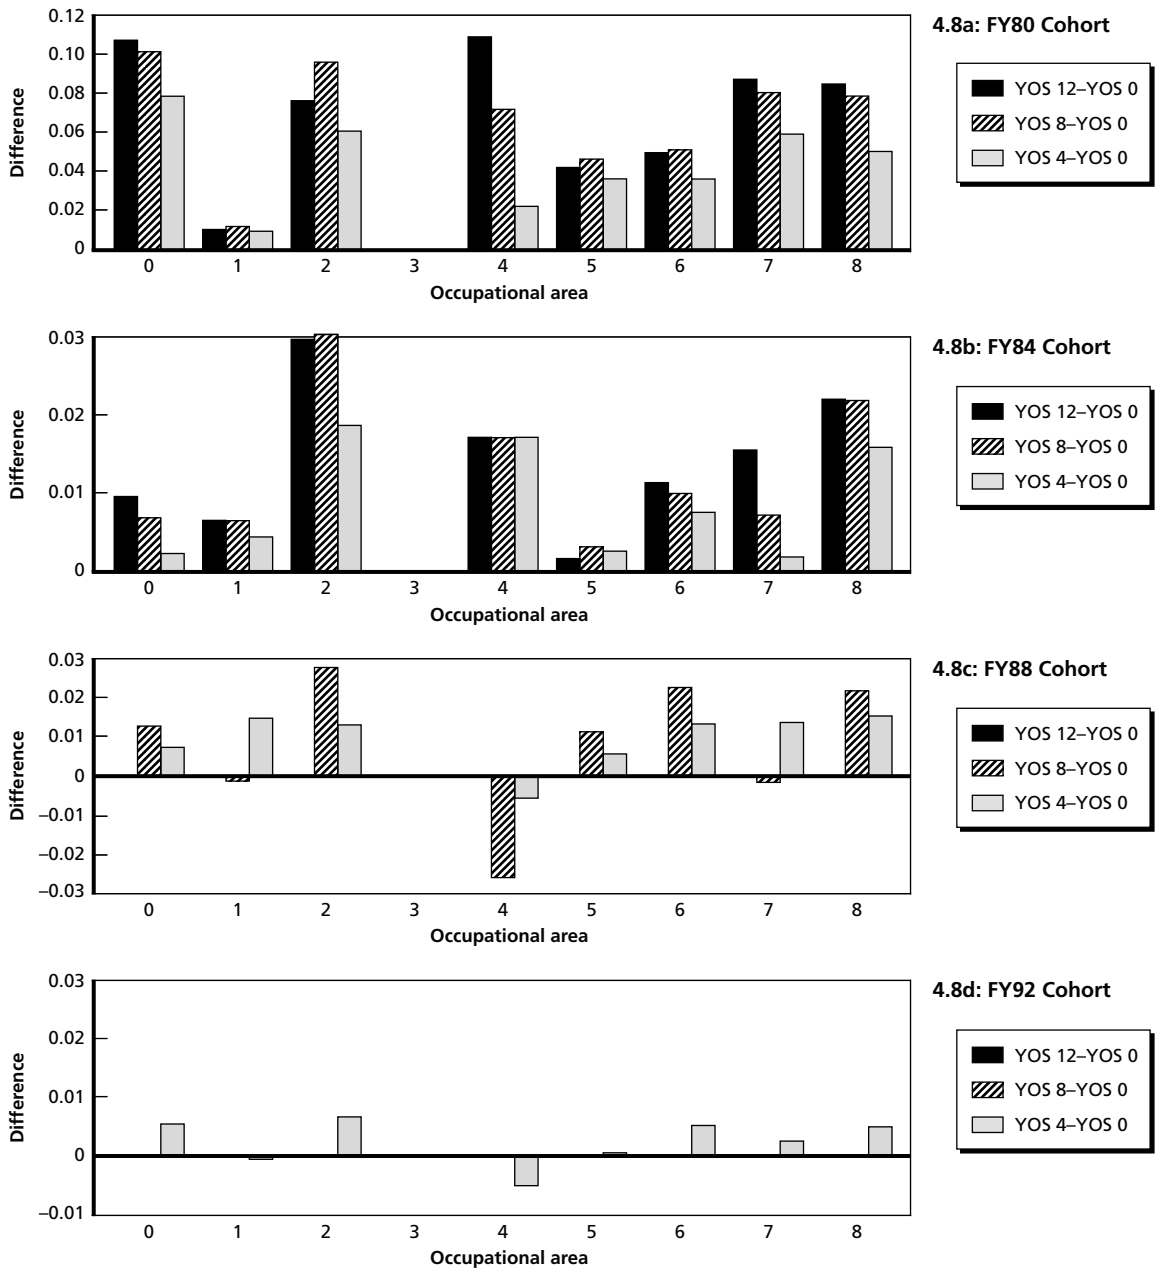 4.8a: FY80 Cohort
0.12
0.10
0.08
0.06
0.04
0.02
0
Difference
0 1 2 3 4 5 6 7 8
Occupational area
YOS 12–YOS 0
YOS 8–YOS 0
YOS 4–YOS 0
4.8b: FY84 Cohort
0.03
0.02
0.01
0
Difference
0 1 2 3 4 5 6 7 8
Occupational area
YOS 12–YOS 0
YOS 8–YOS 0
YOS 4–YOS 0
4.8c: FY88 Cohort
0.03
0.02
0.01
0
–0.01
–0.02
–0.03
Difference
0 1 2 3 4 5 6 7 8
Occupational area
YOS 12–YOS 0
YOS 8–YOS 0
YOS 4–YOS 0
4.8d: FY92 Cohort
0.03
0.02
0.01
0
–0.01
Difference
0 1 2 3 4 5 6 7 8
Occupational area
YOS 12–YOS 0
YOS 8–YOS 0
YOS 4–YOS 0